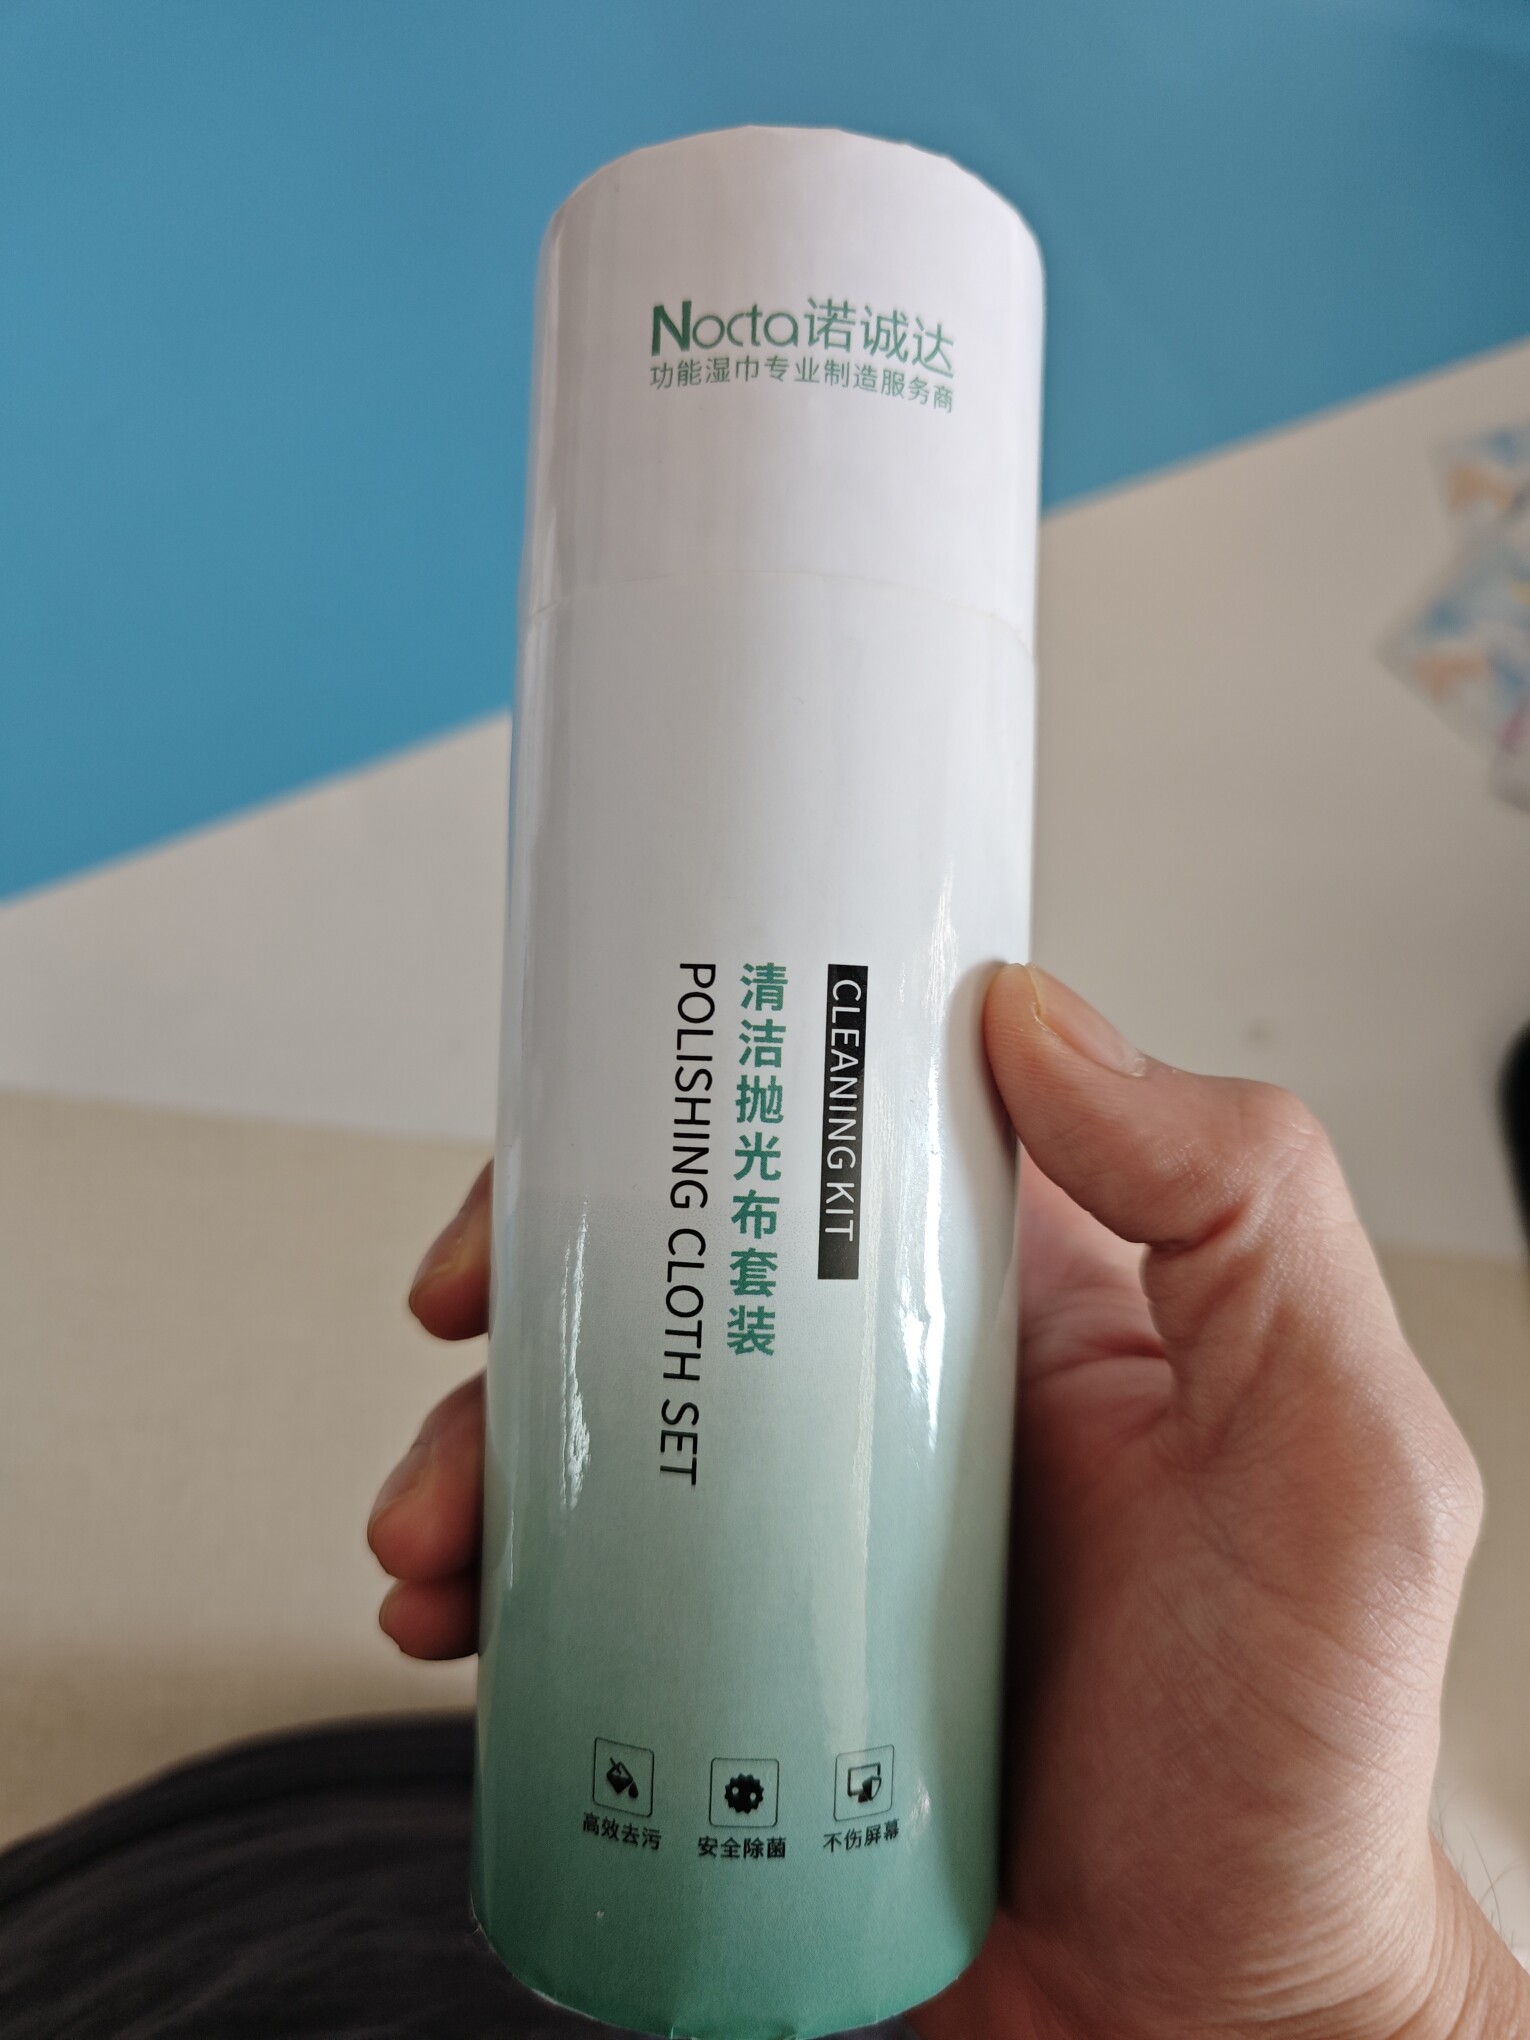 Nocta诺诚达
功能湿巾专业制造服务商
CLEANING KIT
清洁抛光布套装
POLISHING CLOTH SET
高效去污
安全除菌
不伤屏幕